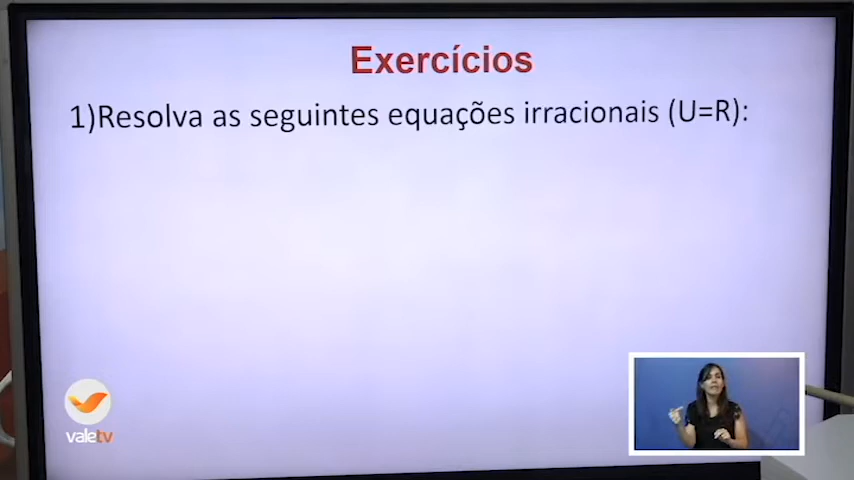 Exercícios
1)Resolva as seguintes equações irracionais (U=R):
valetv